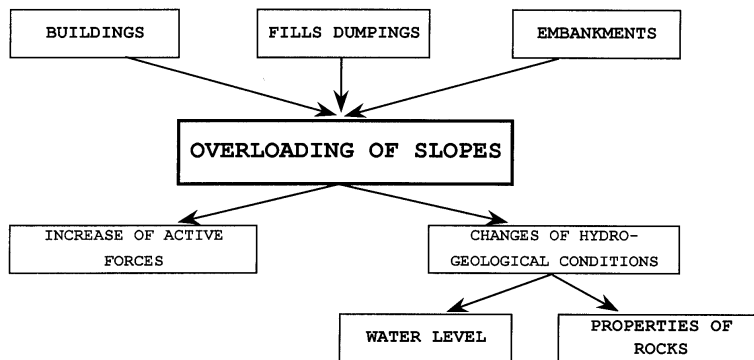 BUILDINGS
FILLS DUMPINGS
EMBANKMENTS
OVERLOADING OF SLOPES
INCREASE OF ACTIVE
FORCES
CHANGES OF HYDRO-
GEOLOGICAL CONDITIONS
WATER LEVEL
PROPERTIES OF
ROCKS